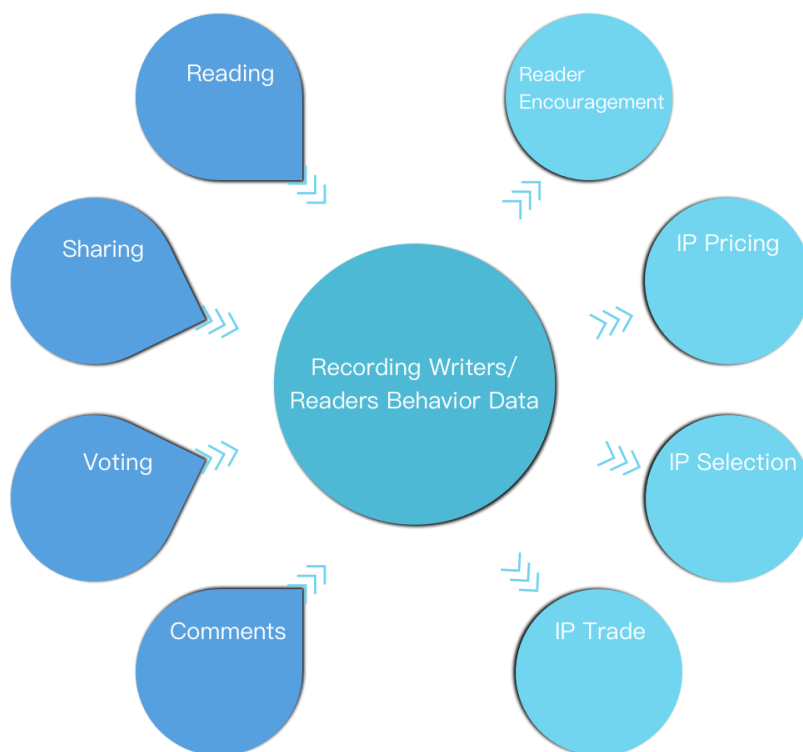 Reading
Reader
Encouragement
Sharing
IP Pricing
Recording Writers/
Readers Behavior Data
Voting
IP Selection
Comments
IP Trade